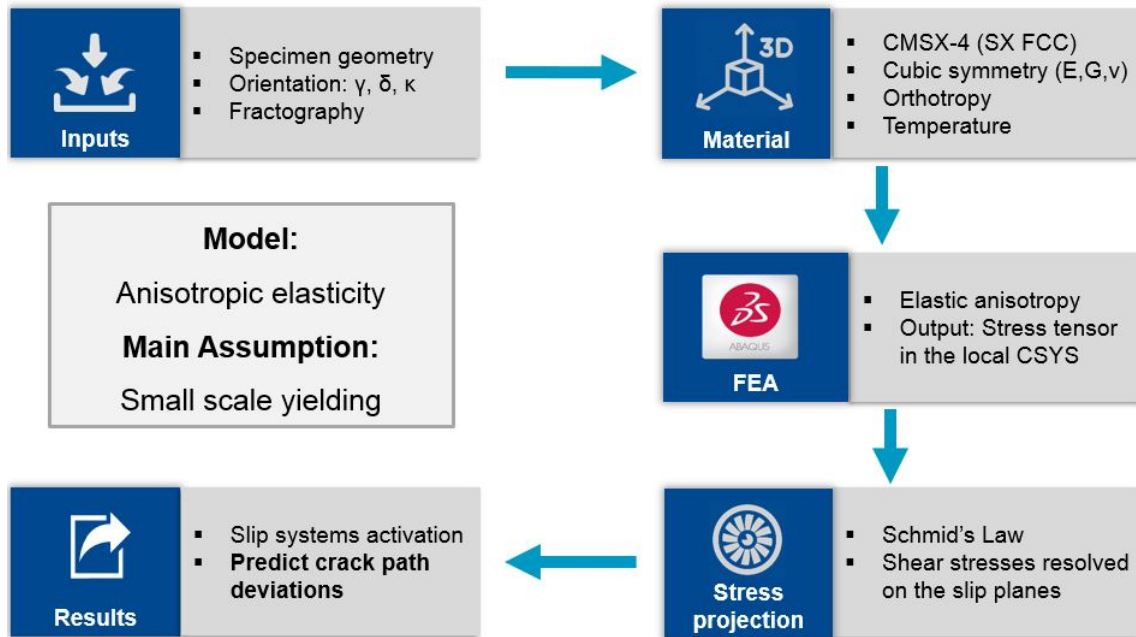 Inputs
▪ Specimen geometry
▪ Orientation: γ, δ, κ
▪ Fractography
3D
Material
▪ CMSX-4 (SX FCC)
▪ Cubic symmetry (E,G,ν)
▪ Orthotropy
▪ Temperature
Model:
Anisotropic elasticity
Main Assumption:
Small scale yielding
ABAQUS
FEA
▪ Elastic anisotropy
▪ Output: Stress tensor
in the local CSYS
Results
▪ Slip systems activation
▪ Predict crack path
deviations
Stress
projection
▪ Schmid's Law
▪ Shear stresses resolved
on the slip planes